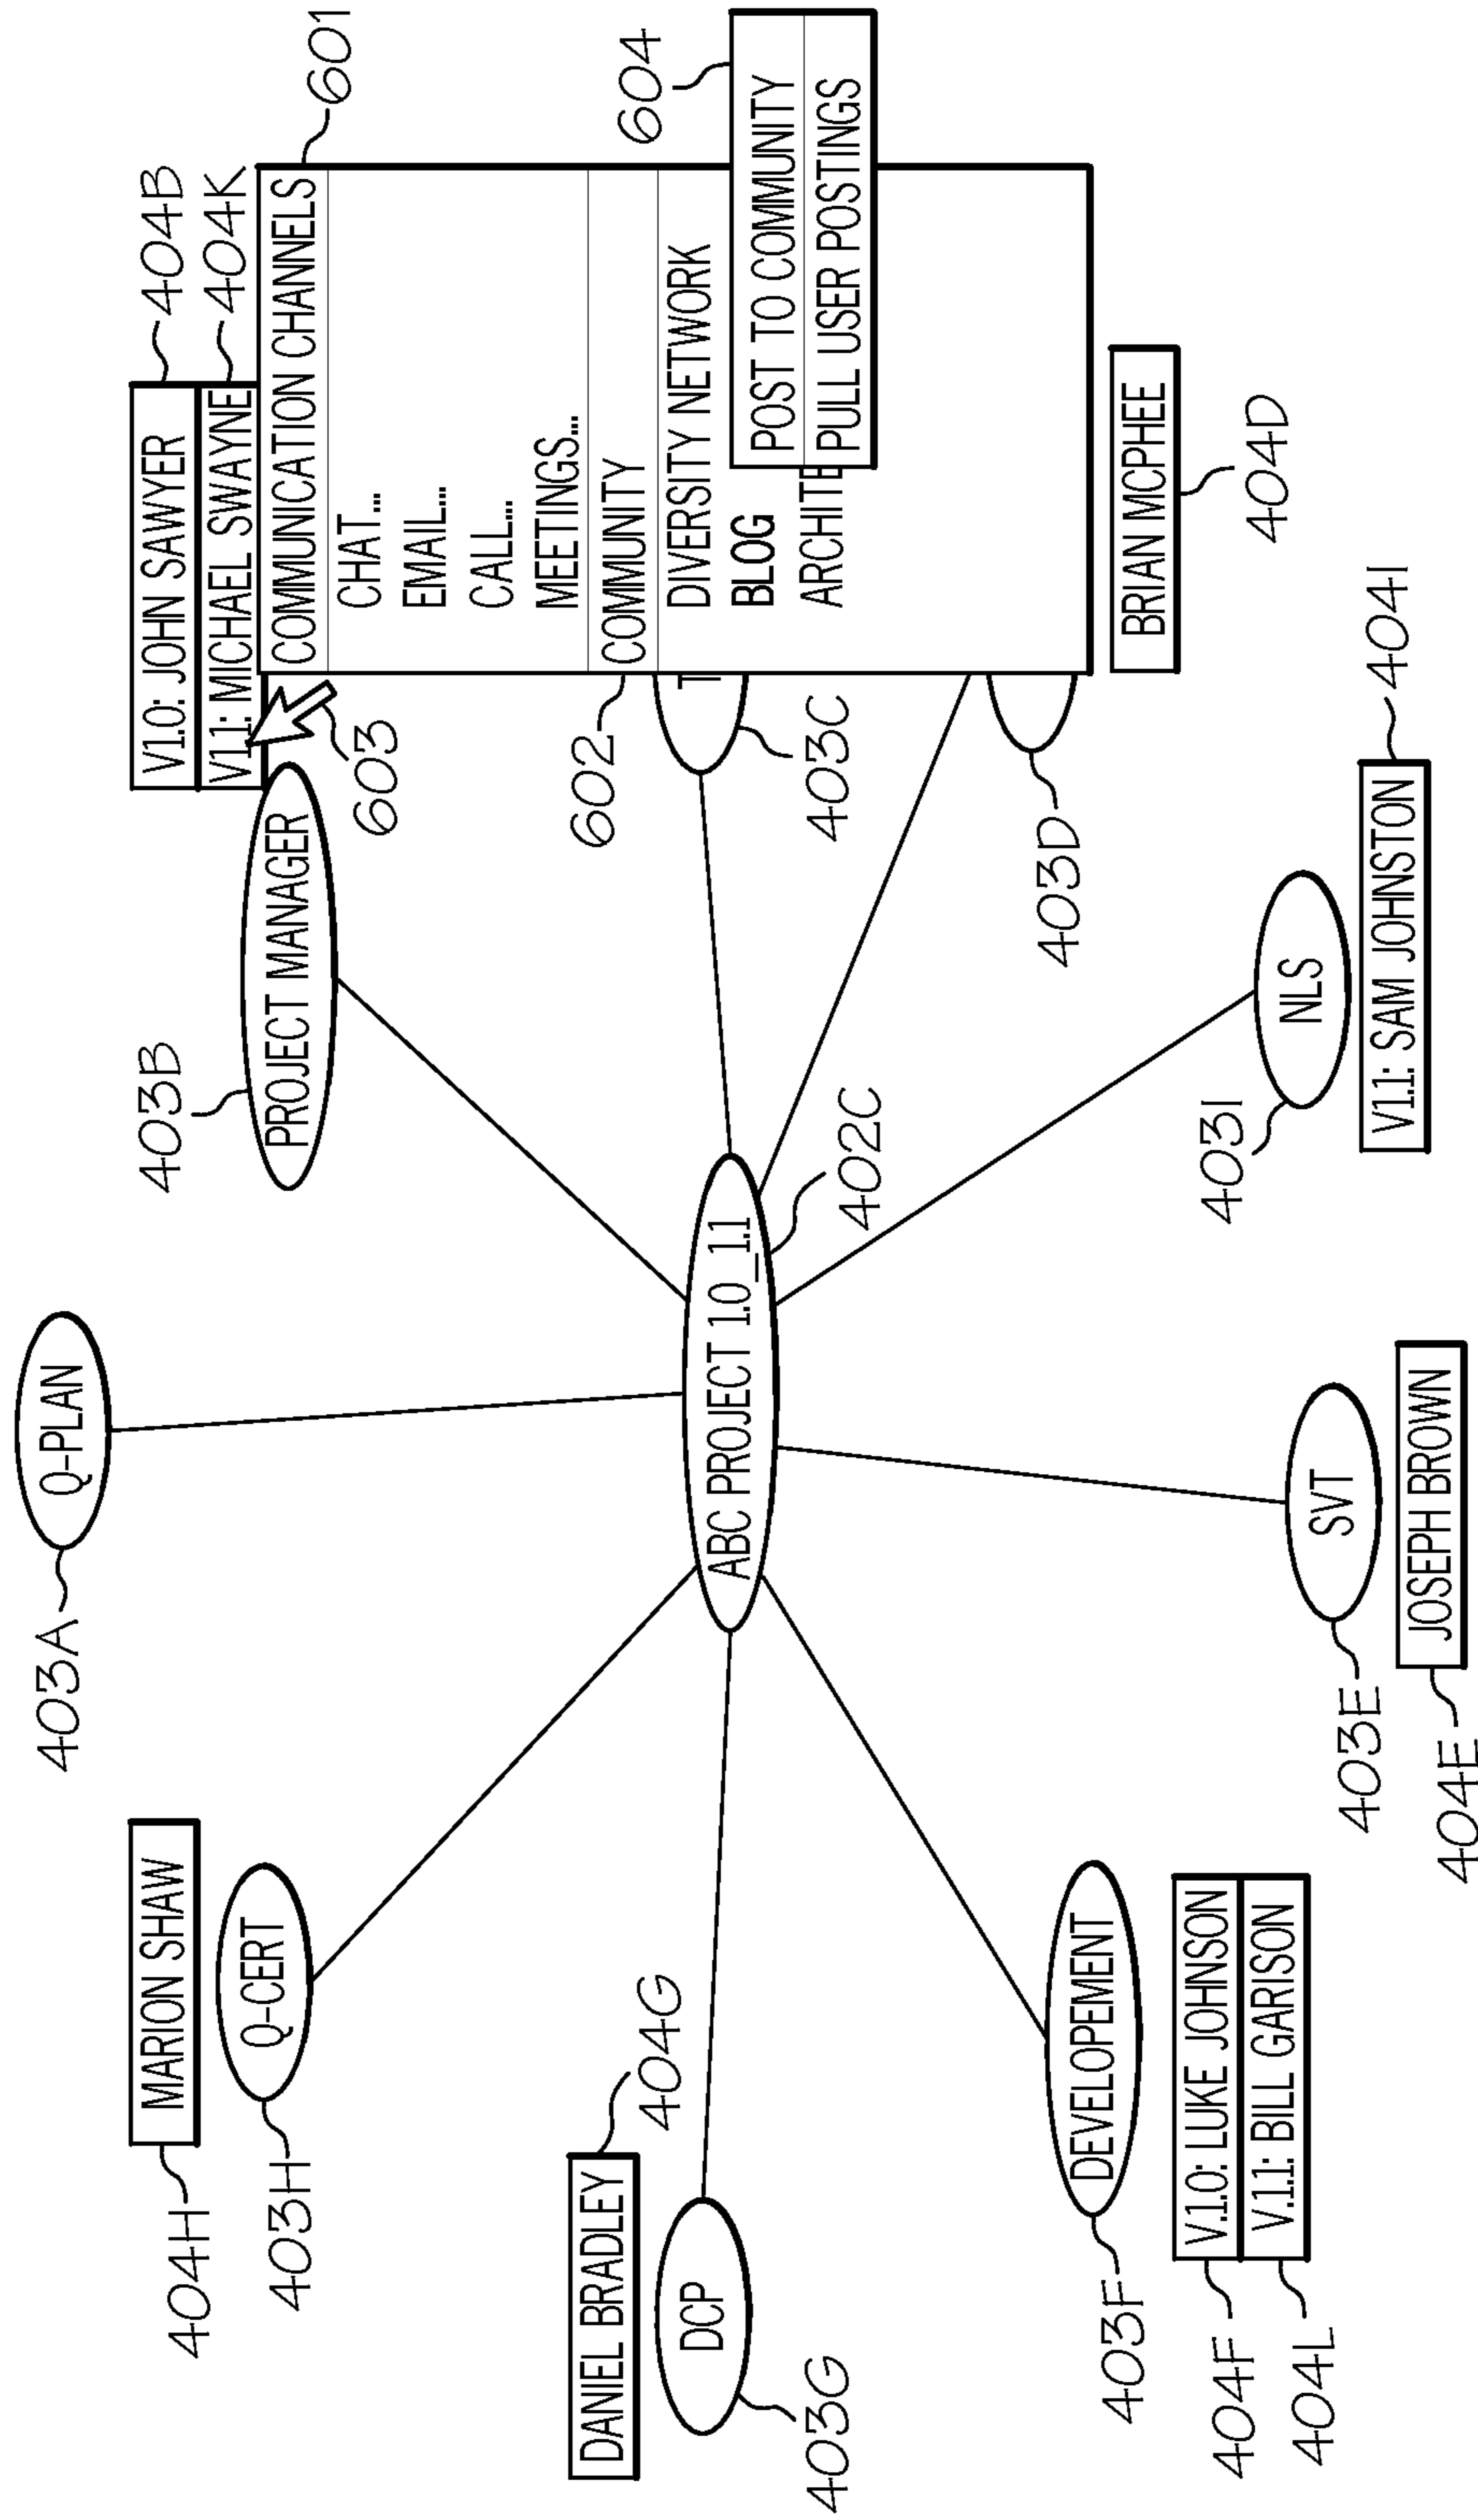 403A
Q-PLAN
MARION SHAW
404H
Q-CERT
403H
403B
PROJECT MANAGER
V1.0: JOHN SAWYER
404B
V1.1: MICHAEL SWAYNE
404K
603
COMMUNICATION CHANNELS
601
CHAT...
EMAIL...
CALL...
MEETINGS...
602
COMMUNITY
DIVERSITY NETWORK
BLOG
ARCHITE
604
POST TO COMMUNITY
PULL USER POSTINGS
DANIEL BRADLEY
404G
DCP
403G
ABC PROJECT 1.0_1.1
402C
T
403C
403D
BRIAN MCPHEE
404D
DEVELOPEMENT
403F
V.1.0: LUKE JOHNSON
V.1.1: BILL GARISON
404F
404L
SVT
403E
JOSEPH BROWN
404E
403I
NLS
V1.1: SAM JOHNSTON
404I